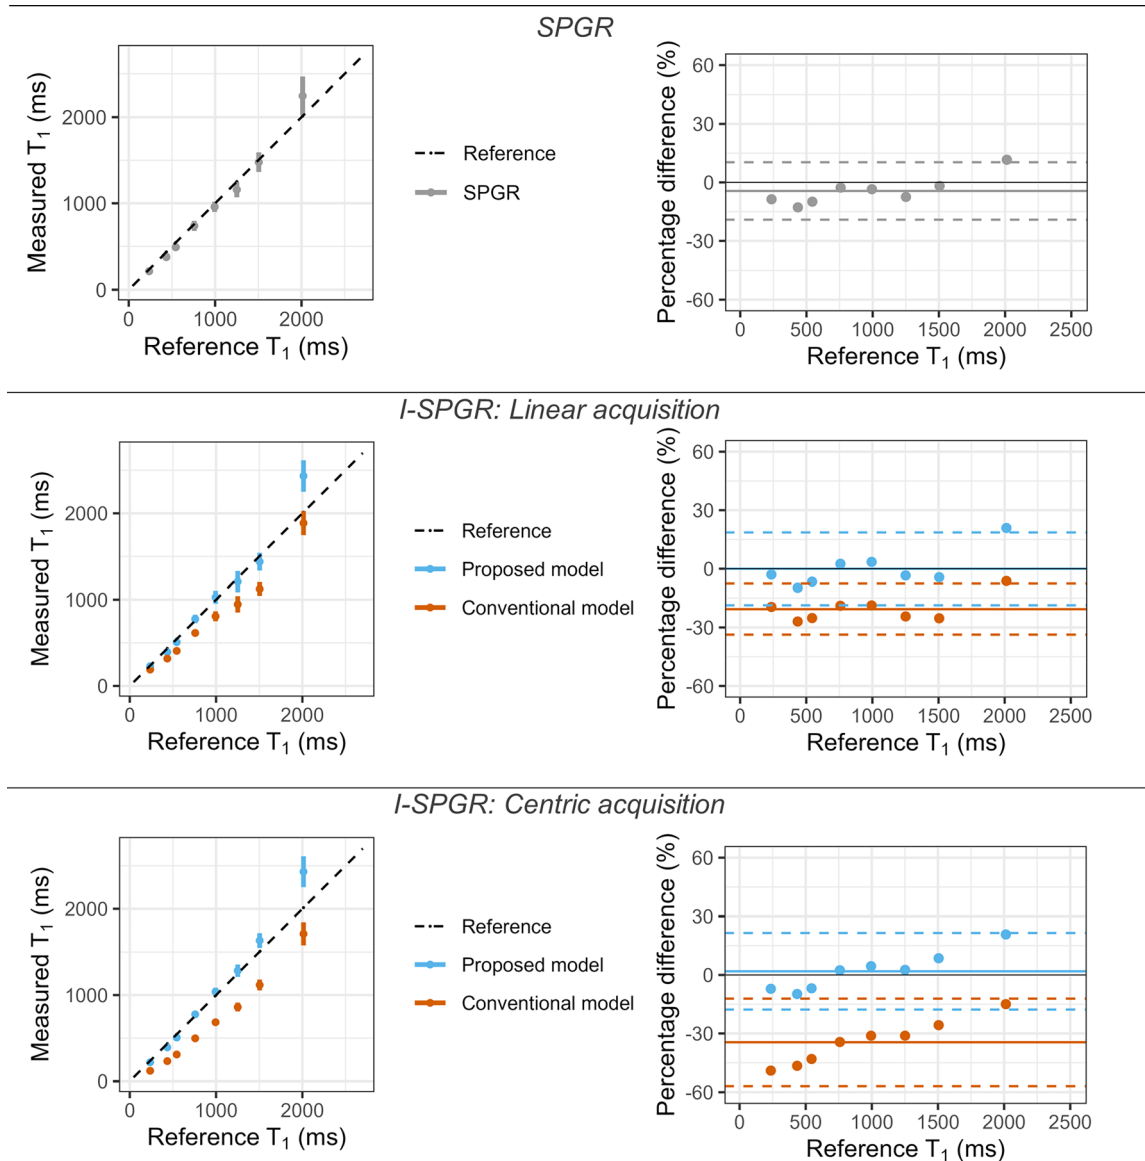 SPGR
Measured T1 (ms)
2000
1000
0
0 1000 2000
Reference T1 (ms)
Reference
SPGR
Percentage difference (%)
60
30
0
-30
-60
0 500 1000 1500 2000 2500
Reference T1 (ms)
I-SPGR: Linear acquisition
Measured T1 (ms)
2000
1000
0
0 1000 2000
Reference T1 (ms)
Reference
Proposed model
Conventional model
Percentage difference (%)
60
30
0
-30
-60
0 500 1000 1500 2000 2500
Reference T1 (ms)
I-SPGR: Centric acquisition
Measured T1 (ms)
2000
1000
0
0 1000 2000
Reference T1 (ms)
Reference
Proposed model
Conventional model
Percentage difference (%)
60
30
0
-30
-60
0 500 1000 1500 2000 2500
Reference T1 (ms)